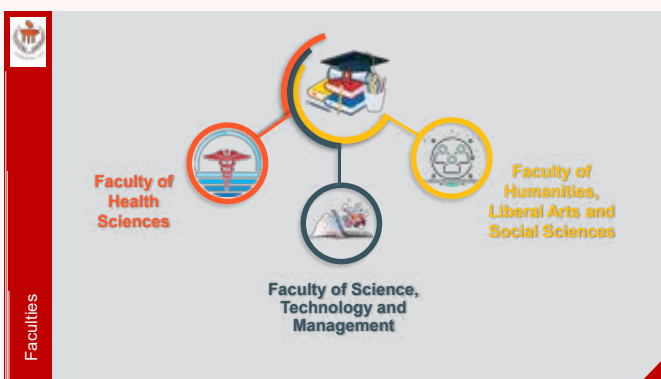 Faculty of
Health
Sciences
Faculty of Science,
Technology and
Management
Faculty of
Humanities,
Liberal Arts and
Social Sciences
Faculties